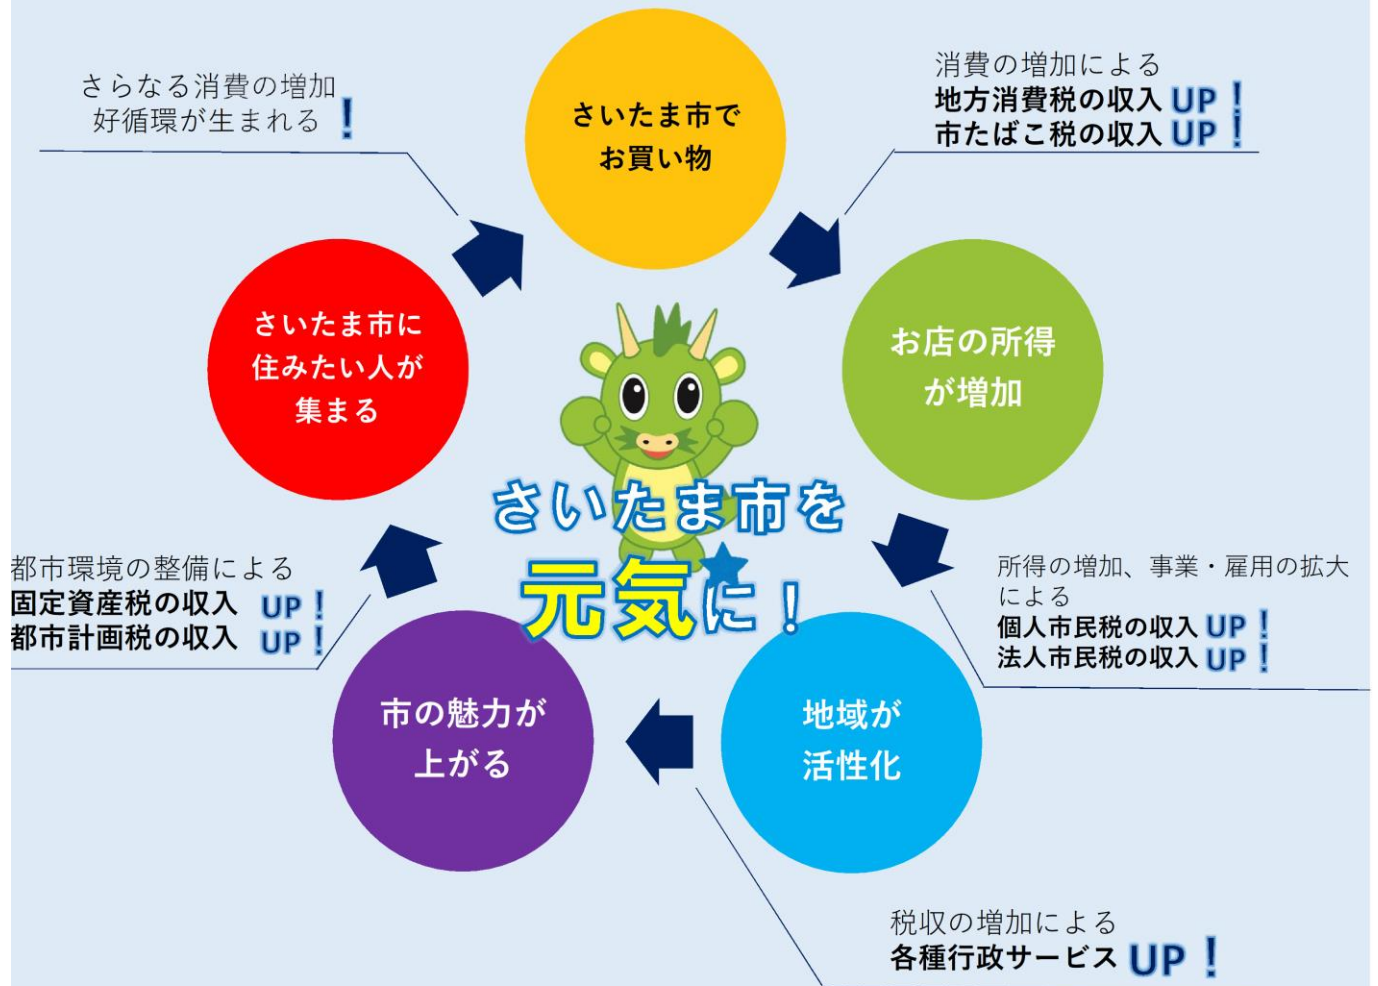 さいたま市で
お買い物
消費の増加による
地方消費税の収入 UP！
市たばこ税の収入 UP！
お店の所得
が増加
所得の増加、事業・雇用の拡大
による
個人市民税の収入 UP！
法人市民税の収入 UP！
地域が
活性化
税収の増加による
各種行政サービス UP！
市の魅力が
上がる
都市環境の整備による
固定資産税の収入 UP！
都市計画税の収入 UP！
さいたま市に
住みたい人が
集まる
さらなる消費の増加
好循環が生まれる！
さいたま市を
元気に！